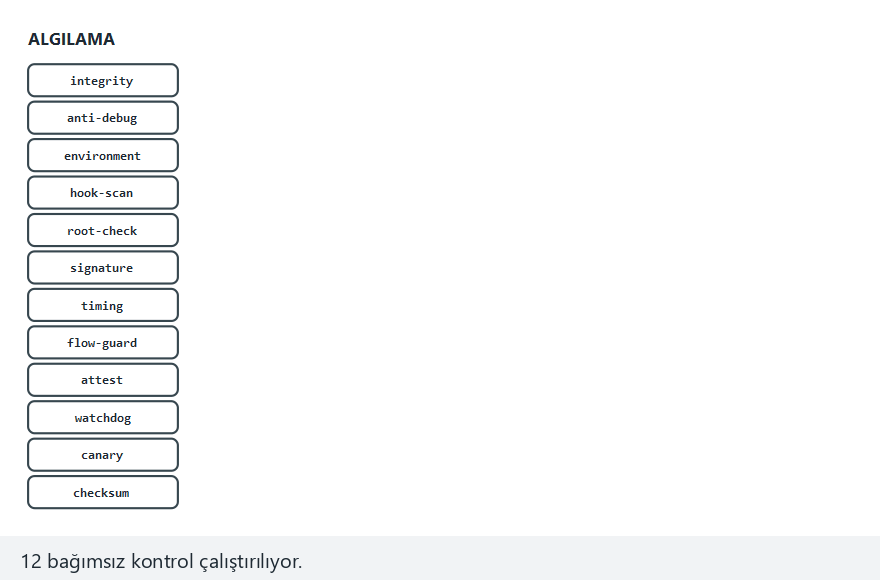 ALGILAMA
integrity
anti-debug
environment
hook-scan
root-check
signature
timing
flow-guard
attest
watchdog
canary
checksum
12 bağımsız kontrol çalıştırılıyor.